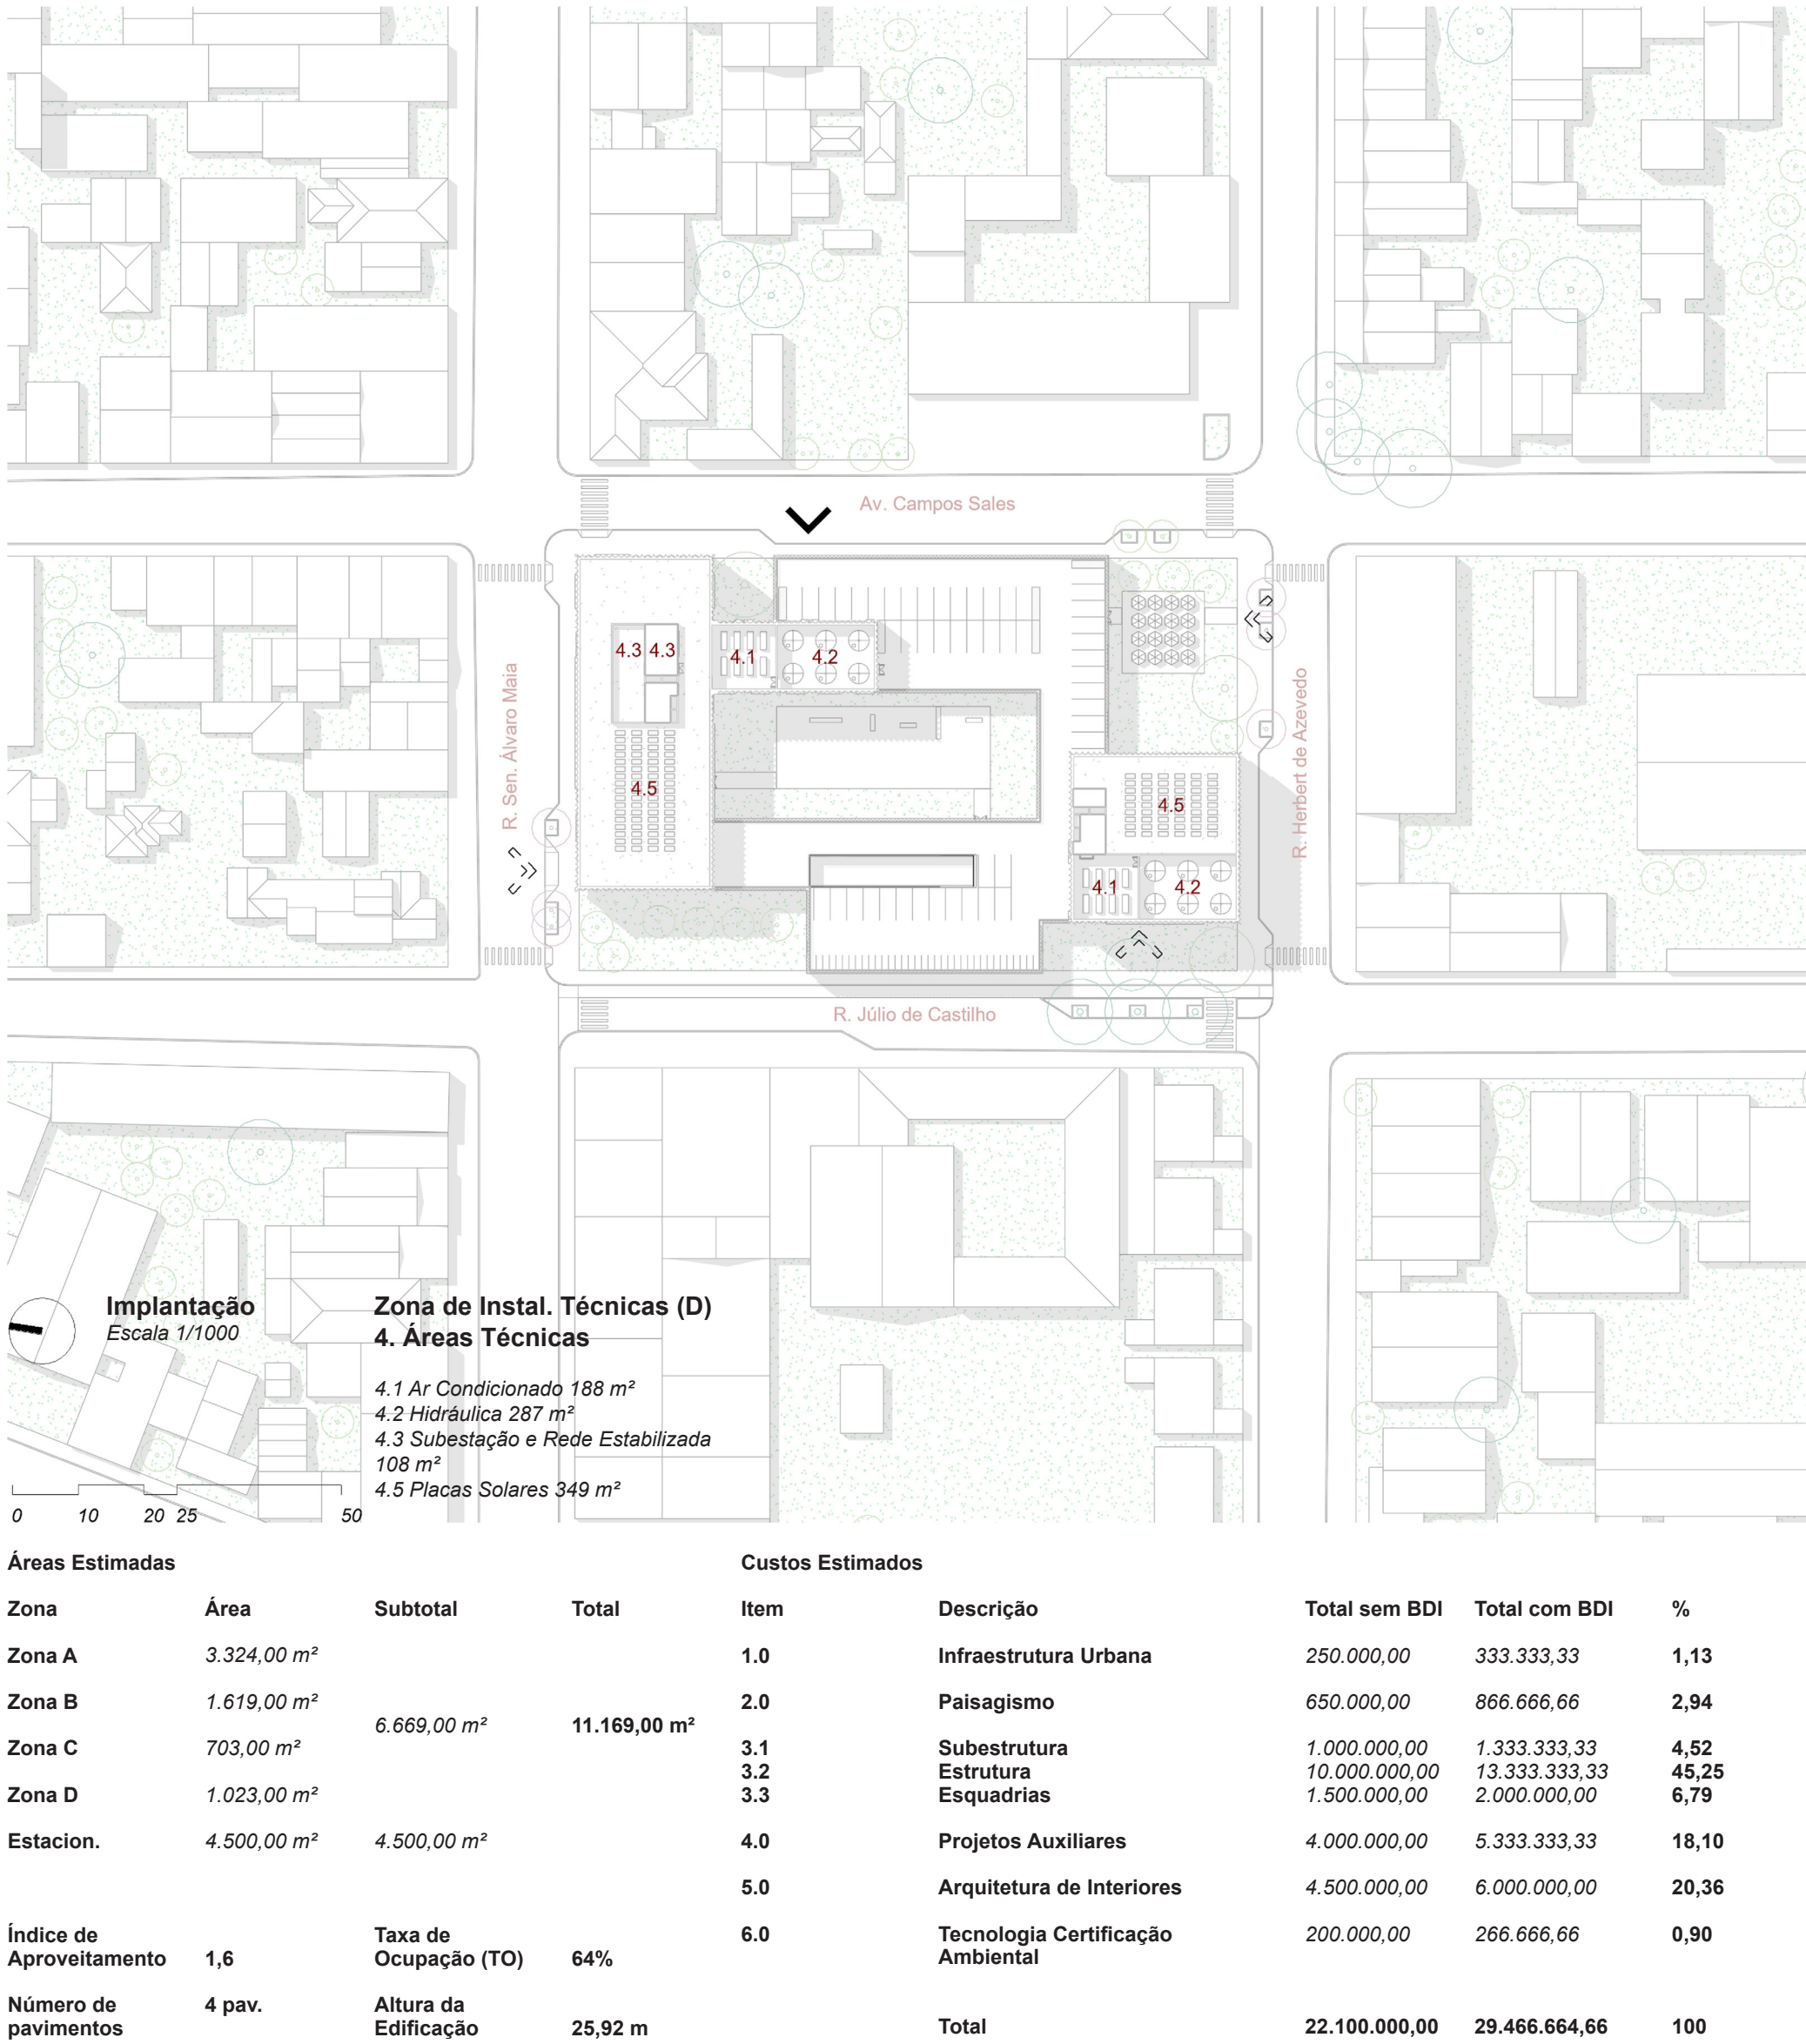 Av. Campos Sales
4.3 4.3
4.1
4.2
R. Sen. Álvaro Maia
R. Herbert de Azevedo
4.5
4.5
4.1
4.2
R. Júlio de Castilho
Implantação
Escala 1/1000
0 10 20 25 50
Zona de Instal. Técnicas (D)
4. Áreas Técnicas
4.1 Ar Condicionado 188 m²
4.2 Hidráulica 287 m²
4.3 Subestação e Rede Estabilizada
108 m²
4.5 Placas Solares 349 m²
Áreas Estimadas
Zona Área Subtotal Total
Zona A 3.324,00 m²
Zona B 1.619,00 m²
6.669,00 m² 11.169,00 m²
Zona C 703,00 m²
Zona D 1.023,00 m²
Estacion. 4.500,00 m² 4.500,00 m²
Índice de
Aproveitamento 1,6
Taxa de
Ocupação (TO) 64%
Número de
pavimentos
4 pav.
Altura da
Edificação 25,92 m
Custos Estimados
Item Descrição Total sem BDI Total com BDI %
1.0 Infraestrutura Urbana 250.000,00 333.333,33 1,13
2.0 Paisagismo 650.000,00 866.666,66 2,94
3.1 Subestrutura 1.000.000,00 1.333.333,33 4,52
3.2 Estrutura 10.000.000,00 13.333.333,33 45,25
3.3 Esquadrias 1.500.000,00 2.000.000,00 6,79
4.0 Projetos Auxiliares 4.000.000,00 5.333.333,33 18,10
5.0 Arquitetura de Interiores 4.500.000,00 6.000.000,00 20,36
6.0 Tecnologia Certificação 200.000,00 266.666,66 0,90
Ambiental
Total 22.100.000,00 29.466.664,66 100